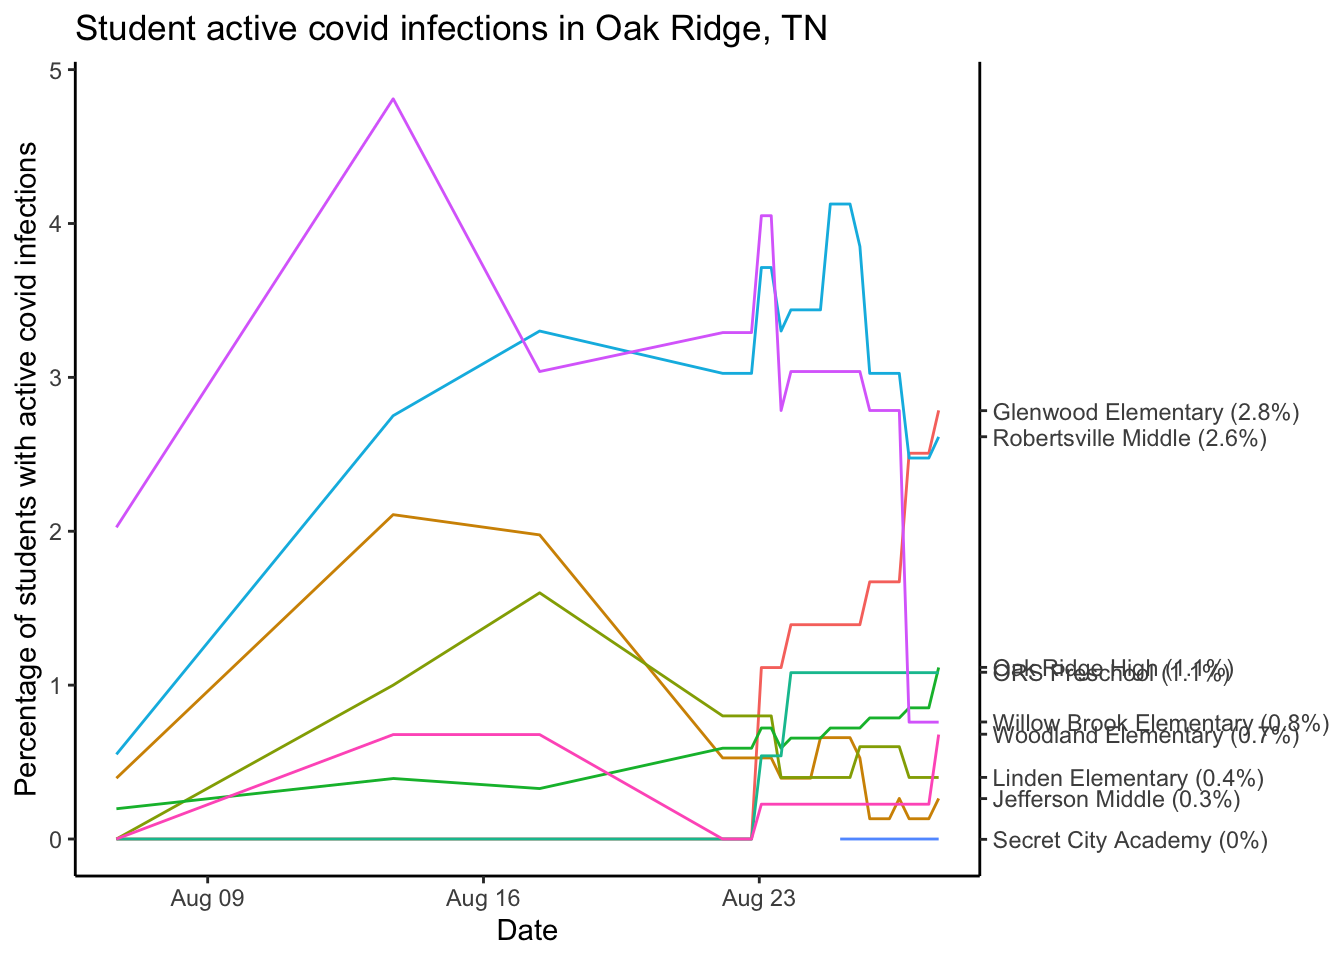 Student active covid infections in Oak Ridge, TN
Percentage of students with active covid infections
5
4
3
2
1
0
Aug 09
Aug 16
Aug 23
Date
Glenwood Elementary (2.8%)
Robertsville Middle (2.6%)
Oak Ridge High (1.1%)
ORS Preschool (1.1%)
Willow Brook Elementary (0.8%)
Woodland Elementary (0.7%)
Linden Elementary (0.4%)
Jefferson Middle (0.3%)
Secret City Academy (0%)